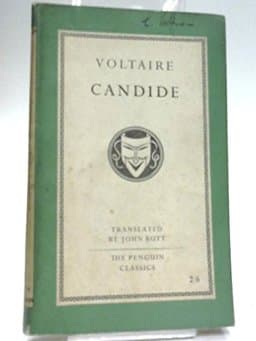 VOLTAIRE
CANDIDE
TRANSLATED
BY JOHN BUTT
THE PENGUIN
CLASSICS
2/6